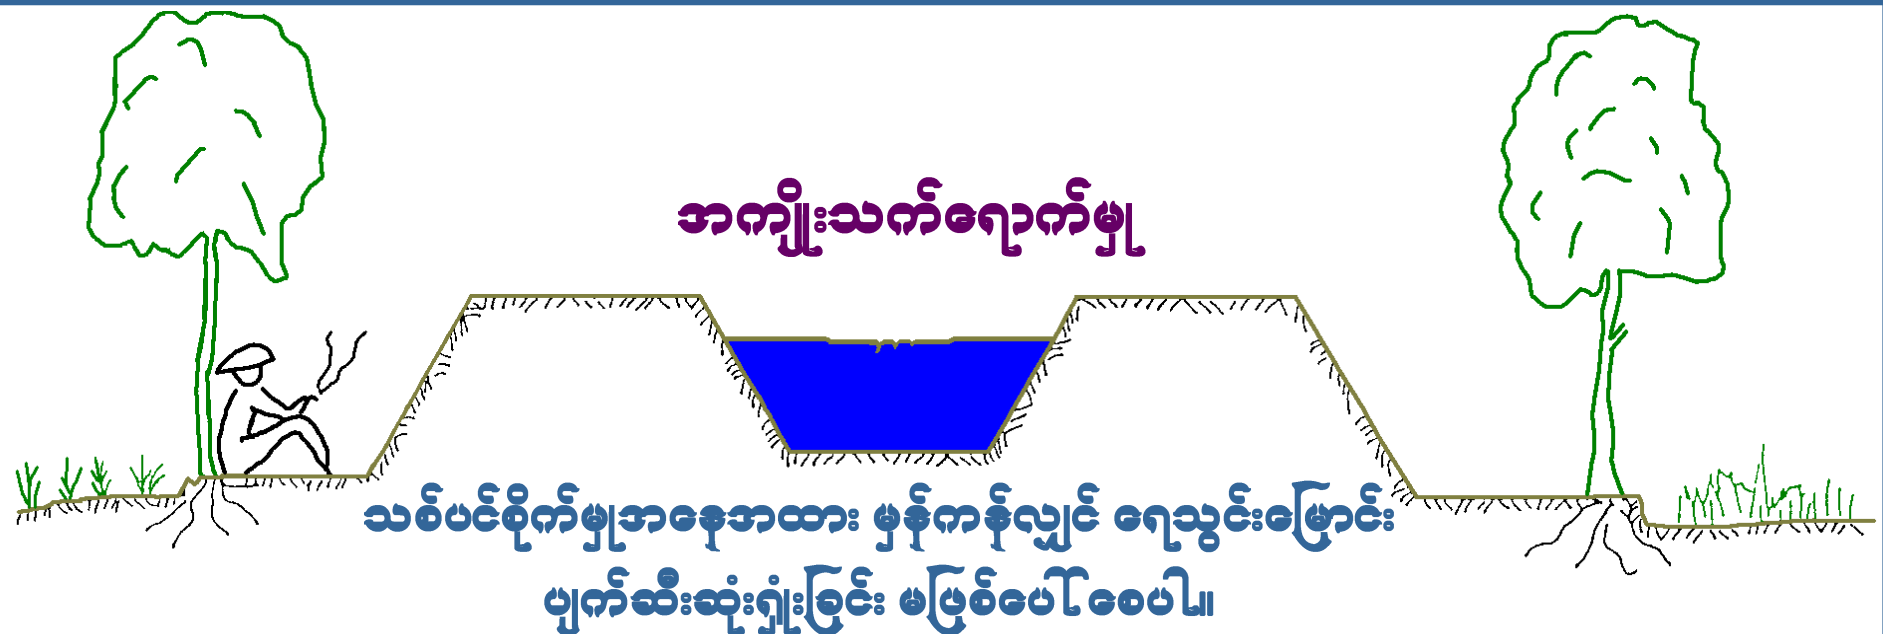 အကျိုးသက်ရောက်မှု
သစ်ပင်စိုက်မှုအနေအထား မှန်ကန်လျှင် ရေသွင်းမြောင်း
ပျက်ဆီးဆုံးရှုံးခြင်း မဖြစ်ပေါ် စေပါ။